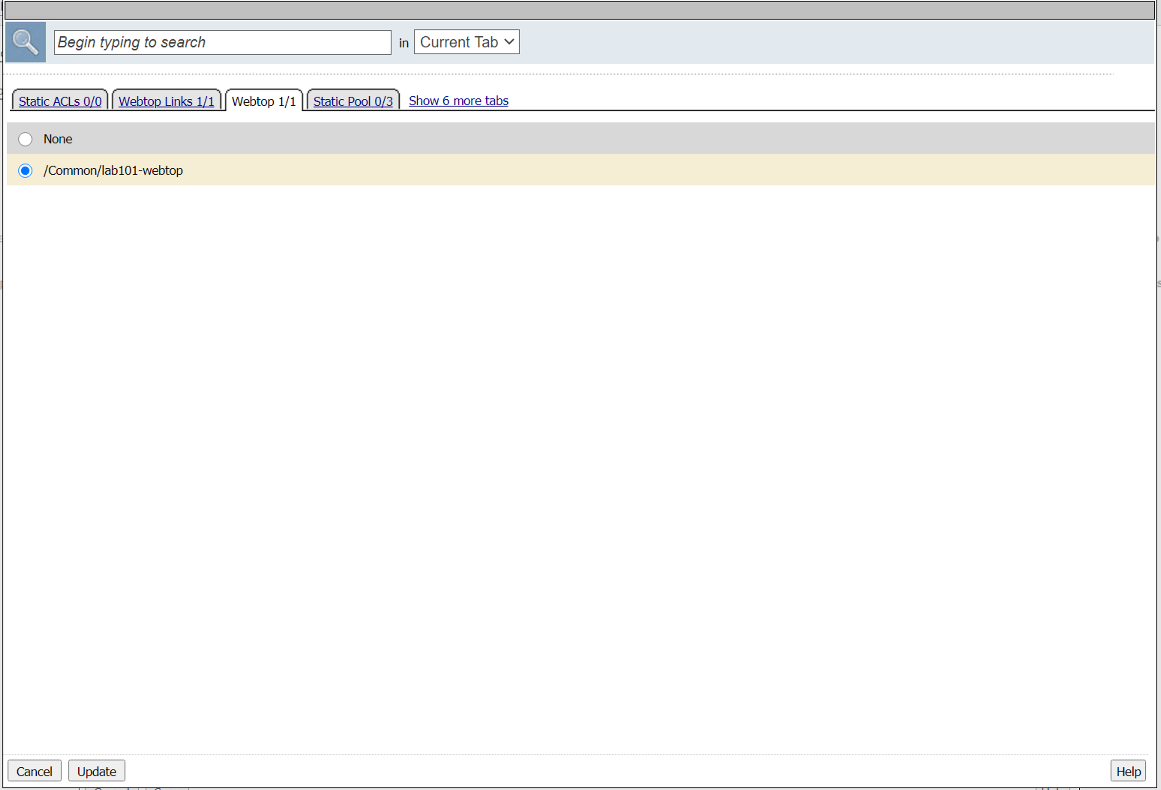 Begin typing to search in Current Tab
Static ACLs 0/0 Webtop Links 1/1 Webtop 1/1 Static Pool 0/3 Show 6 more tabs
None
/Common/lab101-webtop
Cancel Update Help